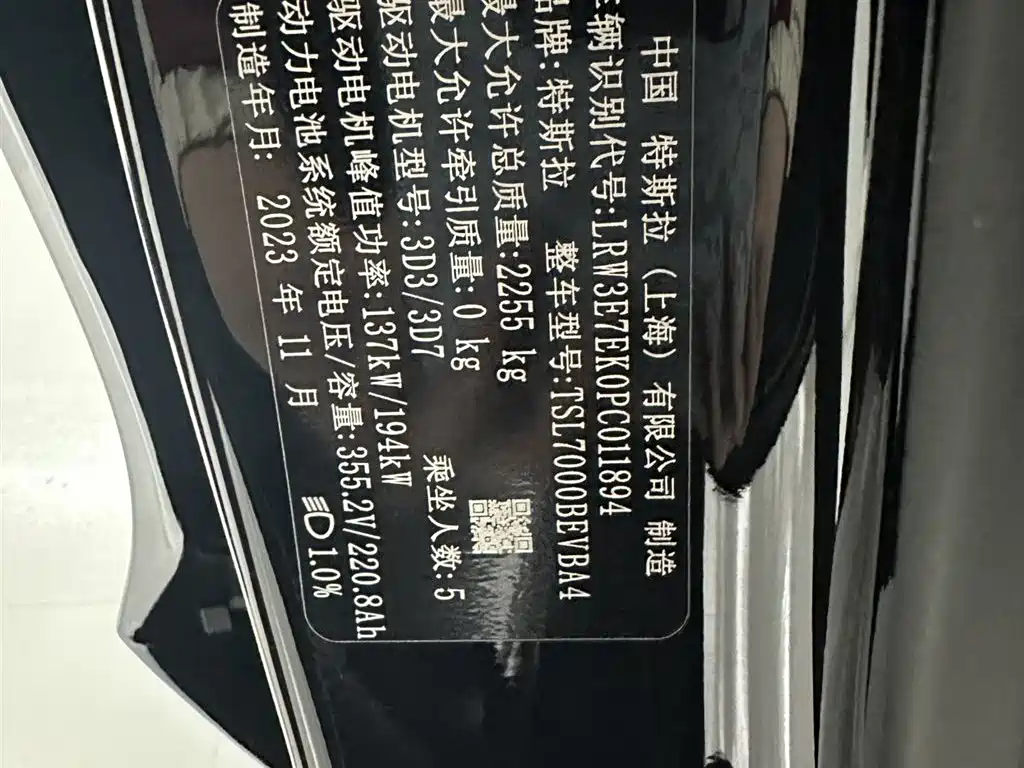 中国 特斯拉（上海）有限公司 制造
车辆识别代号:LRW3E7EK0PC011894
品牌:特斯拉 整车型号:TSL7000BEVBA4
最大允许总质量:2255 kg
最大允许牵引质量:0 kg
驱动电机型号:3D3/3D7 乘坐人数:5
驱动电机峰值功率:137kW/194kW
动力电池系统额定电压/容量:355.2V/220.8Ah
制造年月: 2023 年 11 月 1.0%